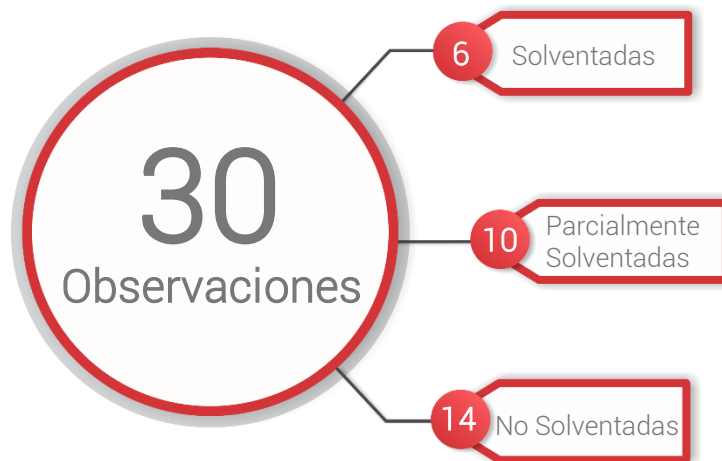 30
Observaciones
6
Solventadas
10
Parcialmente
Solventadas
14
No Solventadas